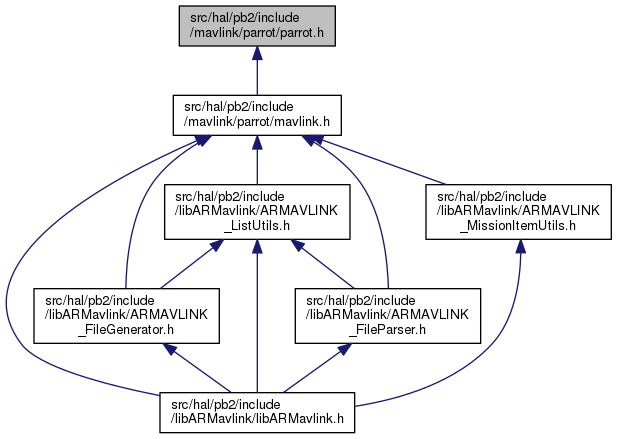 src/hal/pb2/include
/mavlink/parrot/parrot.h
src/hal/pb2/include
/mavlink/parrot/mavlink.h
src/hal/pb2/include
/libARMavlink/ARMAVLINK
_ListUtils.h
src/hal/pb2/include
/libARMavlink/ARMAVLINK
_MissionItemUtils.h
src/hal/pb2/include
/libARMavlink/ARMAVLINK
_FileGenerator.h
src/hal/pb2/include
/libARMavlink/ARMAVLINK
_FileParser.h
src/hal/pb2/include
/libARMavlink/libARMavlink.h